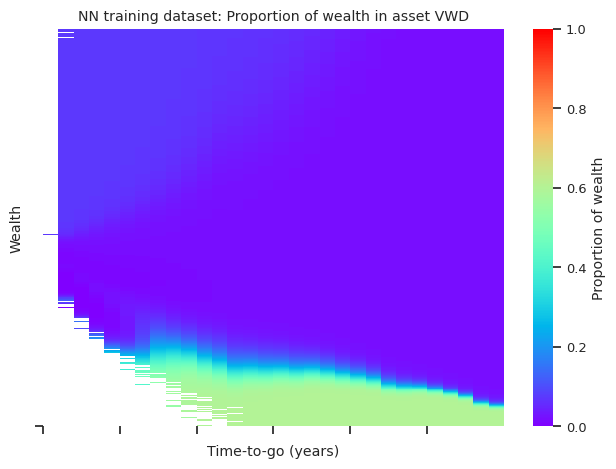 NN training dataset: Proportion of wealth in asset VWD
Wealth
Time-to-go (years)
1.0
0.8
0.6
0.4
0.2
0.0
Proportion of wealth